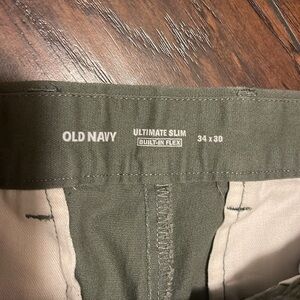 OLD NAVY
ULTIMATE SLIM
BUILT-IN FLEX
34 x 30